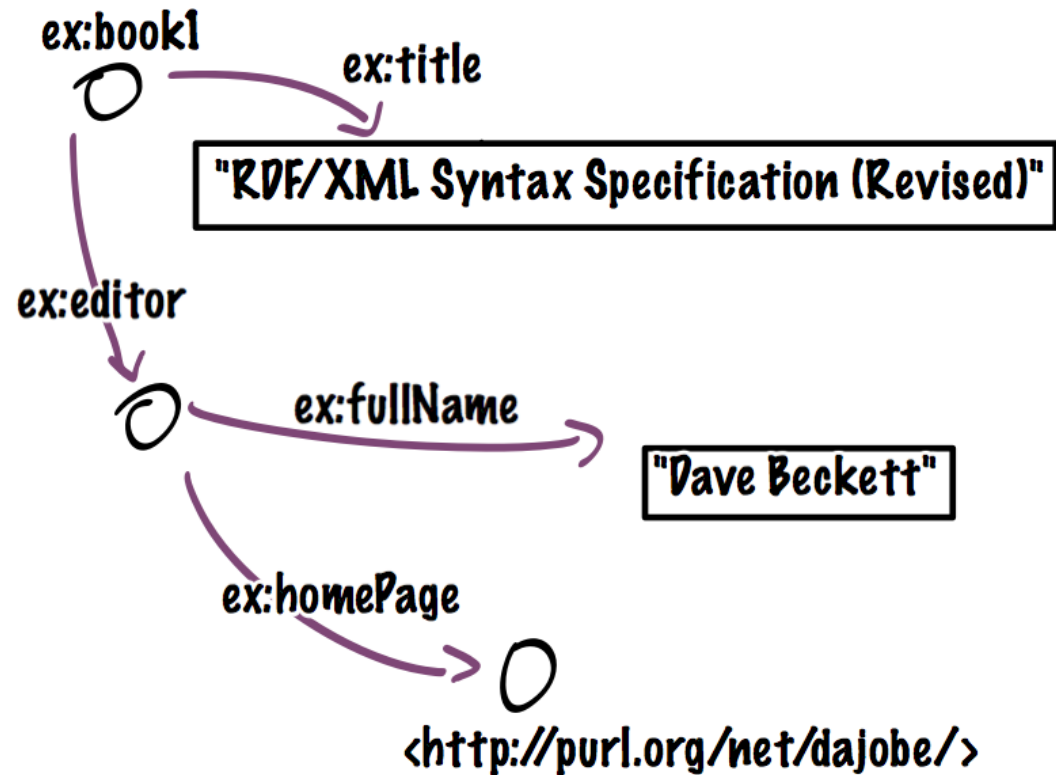 ex:book1
ex:title
"RDF/XML Syntax Specification (Revised)"
ex:editor
ex:fullName
"Dave Beckett"
ex:homePage
<http://purl.org/net/dajobe/>